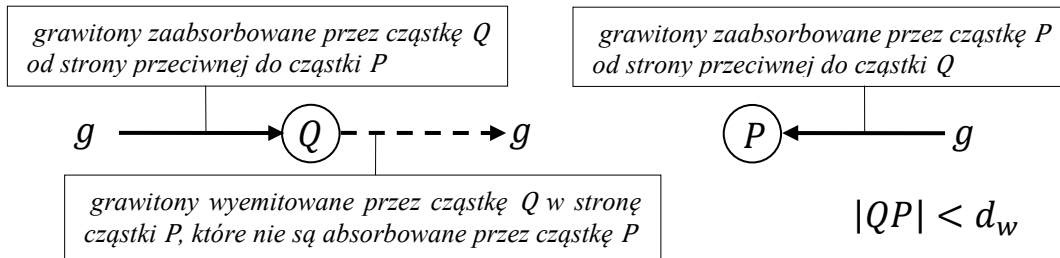 grawitony zaabsorbowane przez cząstkę Q
od strony przeciwnej do cząstki P
grawitony zaabsorbowane przez cząstkę P
od strony przeciwnej do cząstki Q
g Q g P g
grawitony wyemitowane przez cząstkę Q w stronę
cząstki P, które nie są absorbowane przez cząstkę P
|QP| < d_w